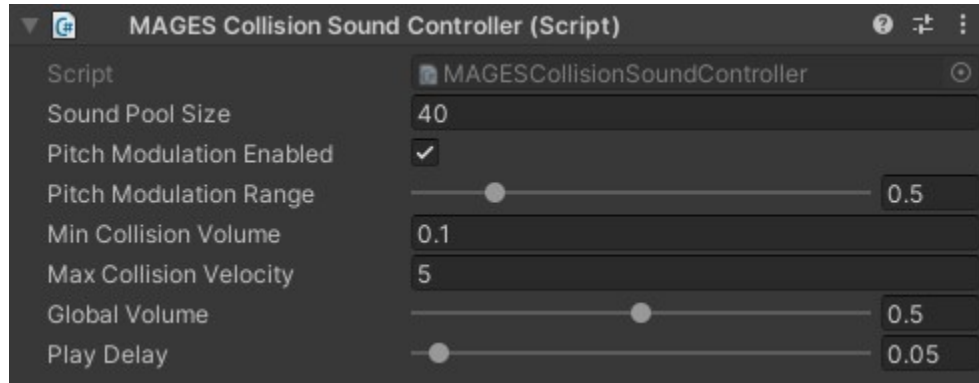 MAGES Collision Sound Controller (Script)
Script MAGESCollisionSoundController
Sound Pool Size 40
Pitch Modulation Enabled
Pitch Modulation Range 0.5
Min Collision Volume 0.1
Max Collision Velocity 5
Global Volume 0.5
Play Delay 0.05